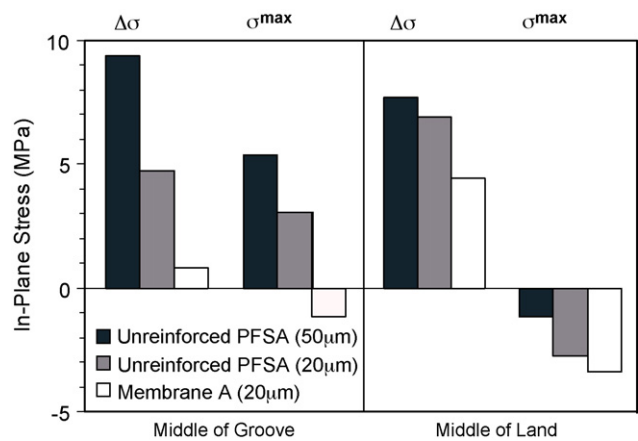 Δσ σmax Δσ σmax
10
5
0
-5
In-Plane Stress (MPa)
Unreinforced PFSA (50μm)
Unreinforced PFSA (20μm)
Membrane A (20μm)
Middle of Groove Middle of Land